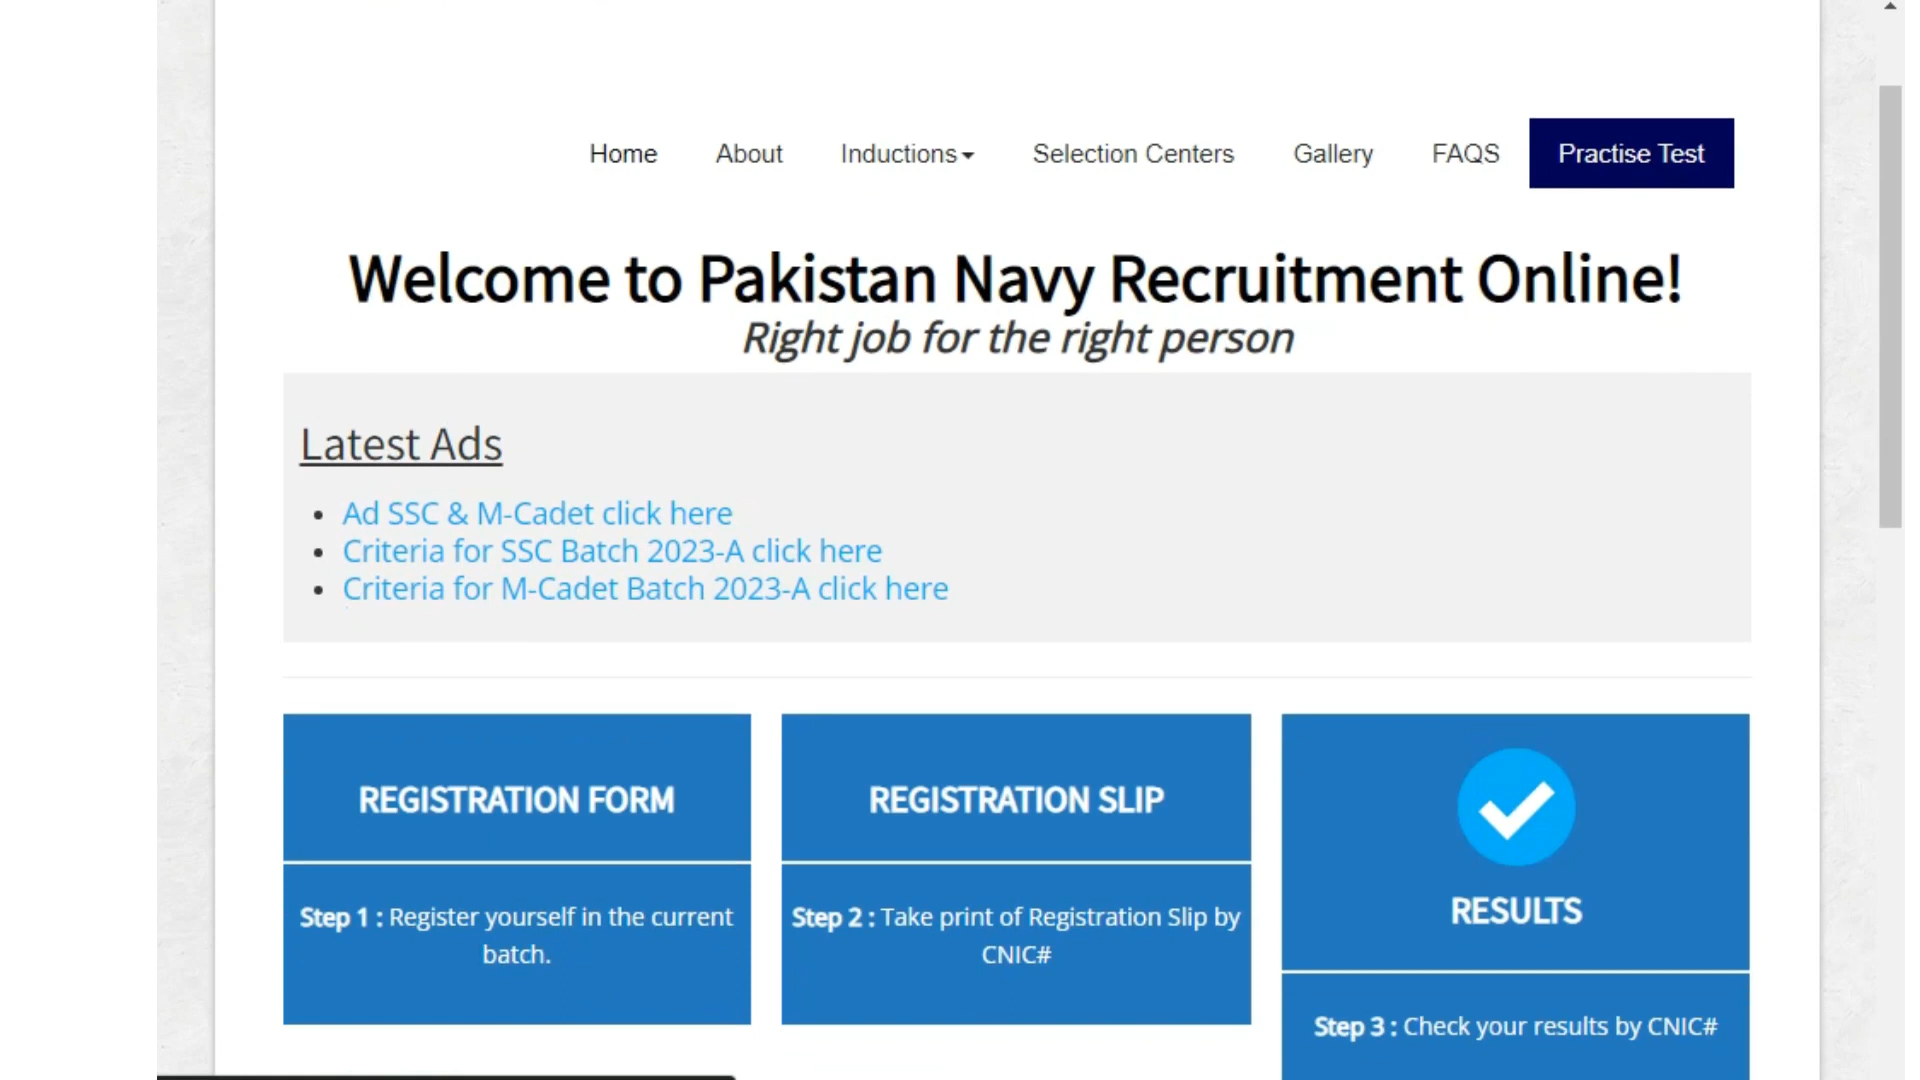 Home About Inductions Selection Centers Gallery FAQS Practise Test
Welcome to Pakistan Navy Recruitment Online!
Right job for the right person
Latest Ads
Ad SSC & M-Cadet click here
Criteria for SSC Batch 2023-A click here
Criteria for M-Cadet Batch 2023-A click here
REGISTRATION FORM
Step 1 : Register yourself in the current
batch.
REGISTRATION SLIP
Step 2 : Take print of Registration Slip by
CNIC#
RESULTS
Step 3 : Check your results by CNIC#